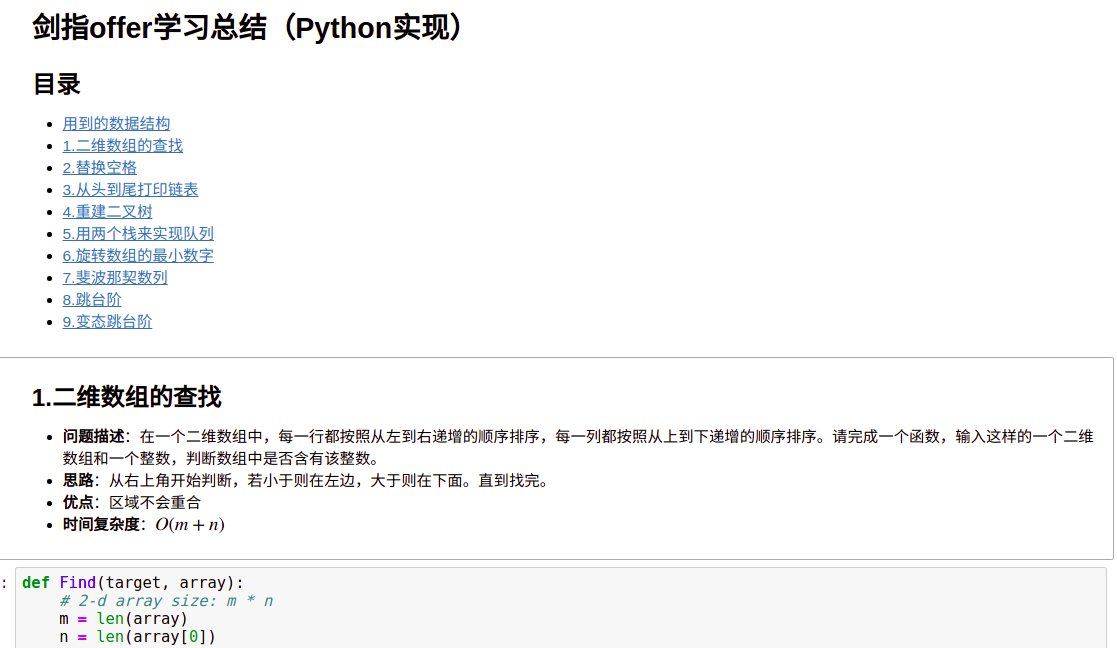 剑指offer学习总结（Python实现）
目录
用到的数据结构
1.二维数组的查找
2.替换空格
3.从头到尾打印链表
4.重建二叉树
5.用两个栈来实现队列
6.旋转数组的最小数字
7.斐波那契数列
8.跳台阶
9.变态跳台阶
1.二维数组的查找
问题描述：在一个二维数组中，每一行都按照从左到右递增的顺序排序，每一列都按照从上到下递增的顺序排序。请完成一个函数，输入这样的一个二维
数组和一个整数，判断数组中是否含有该整数。
思路：从右上角开始判断，若小于则在左边，大于则在下面。直到找完。
优点：区域不会重合
时间复杂度：O(m + n)
: def Find(target, array):
# 2-d array size: m * n
m = len(array)
n = len(array[0])